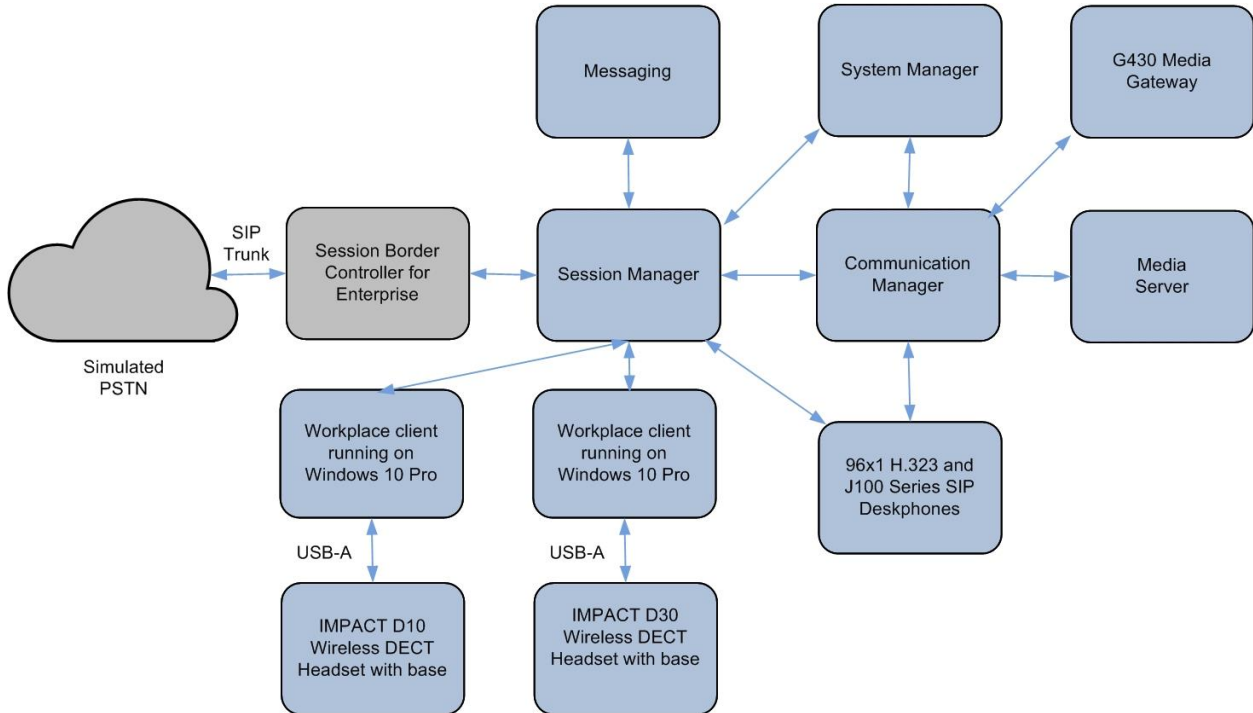 Messaging
System Manager
G430 Media
Gateway
SIP
Trunk
Session Border
Controller for
Enterprise
Session Manager
Communication
Manager
Media
Server
Simulated
PSTN
Workplace client
running on
Windows 10 Pro
Workplace client
running on
Windows 10 Pro
96x1 H.323 and
J100 Series SIP
Deskphones
USB-A
USB-A
IMPACT D10
Wireless DECT
Headset with base
IMPACT D30
Wireless DECT
Headset with base